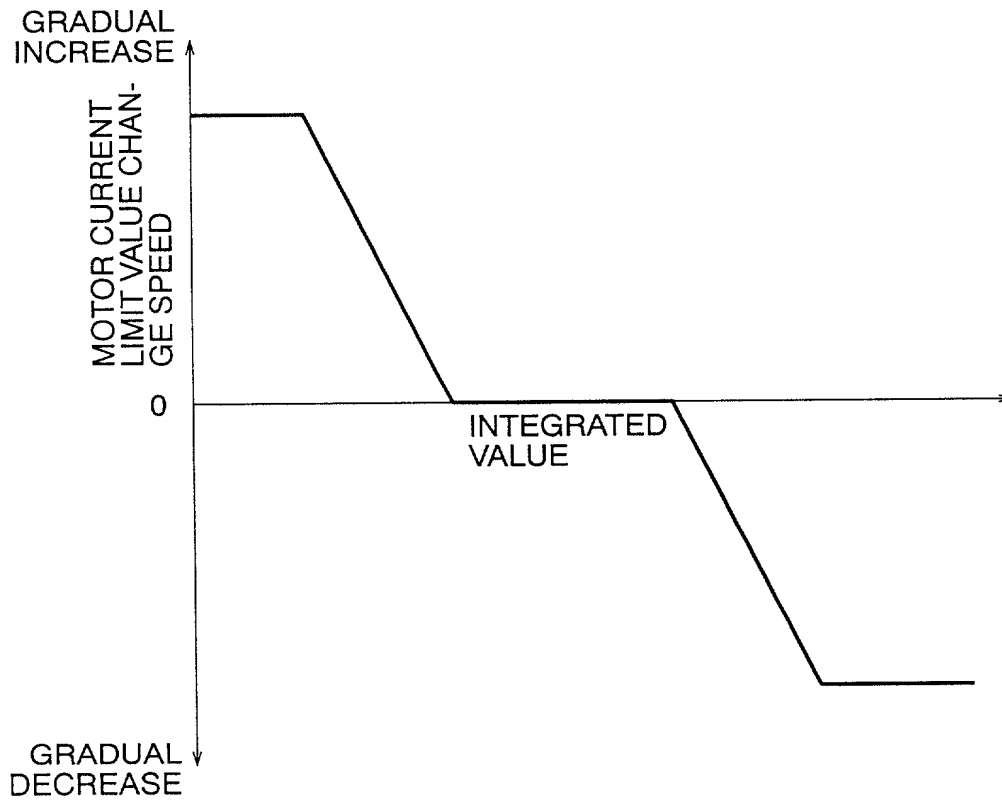 GRADUAL
INCREASE
MOTOR CURRENT
LIMIT VALUE CHAN-
GE SPEED
0
INTEGRATED
VALUE
GRADUAL
DECREASE